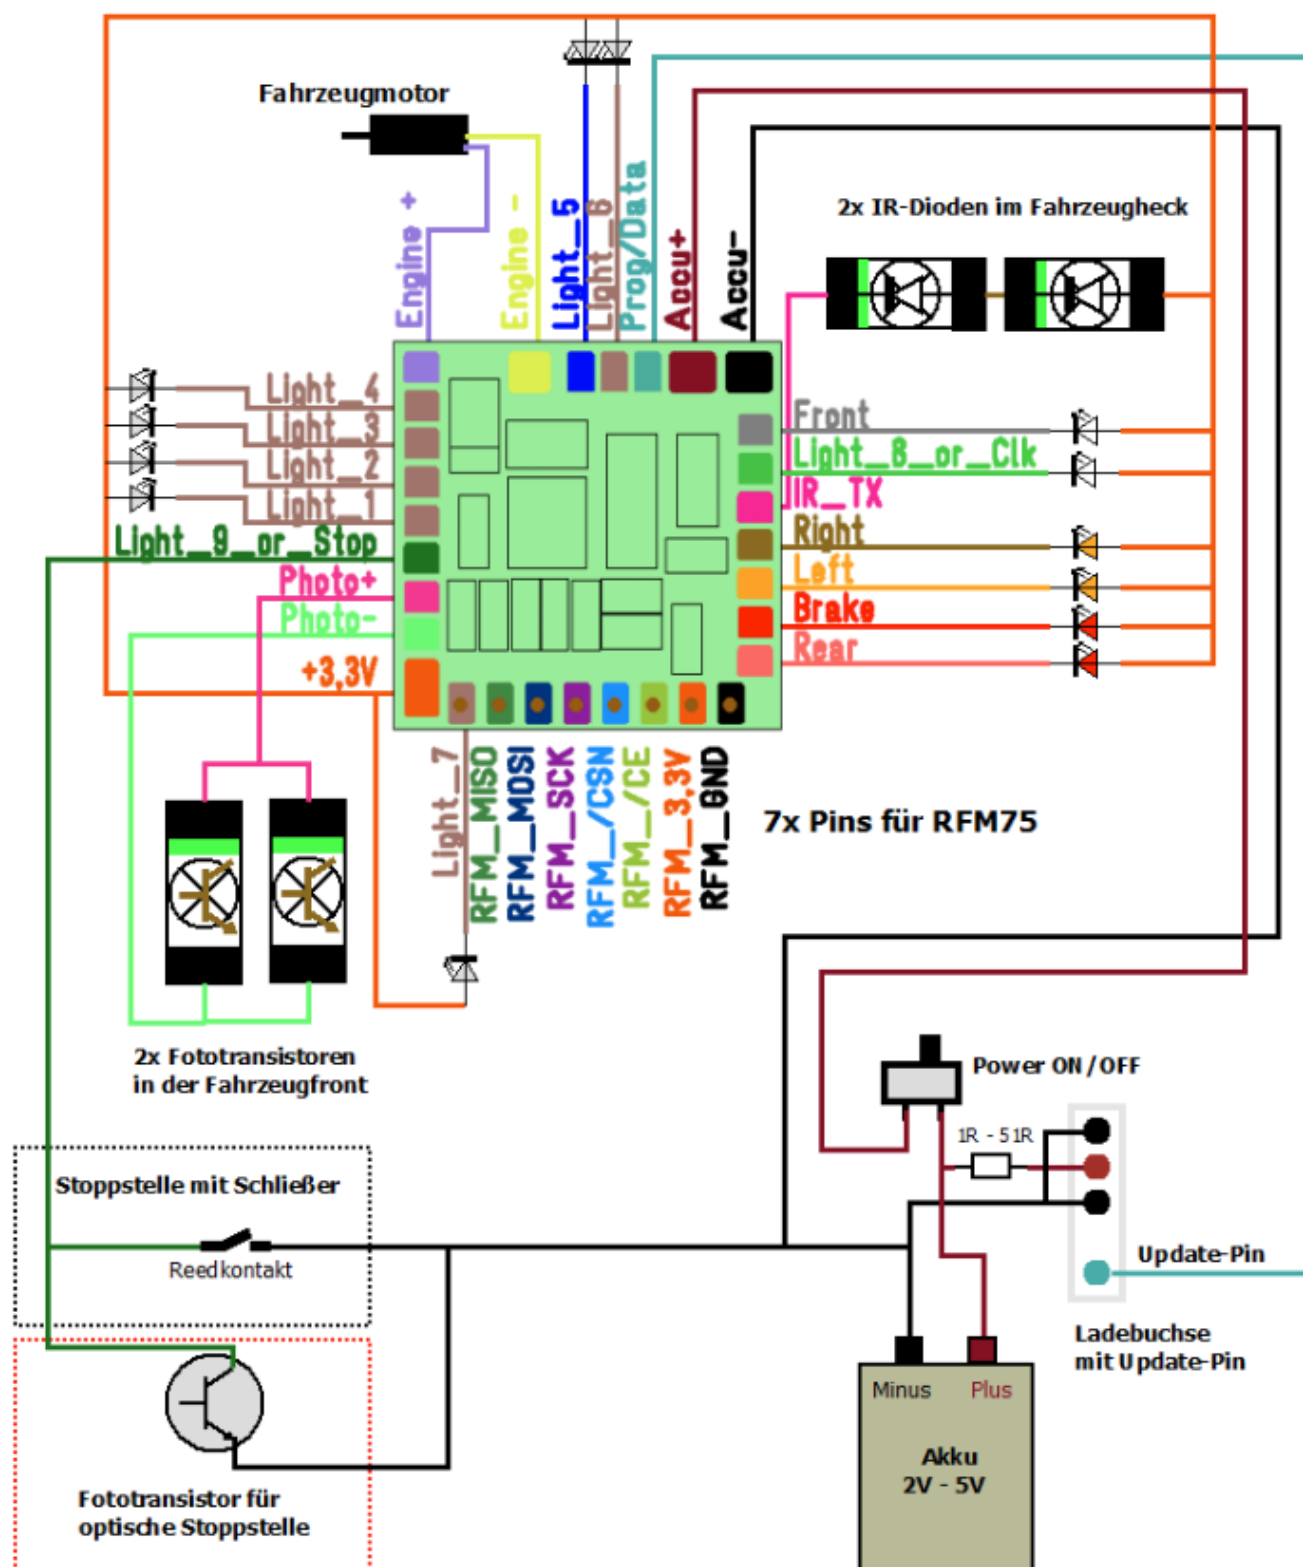 Fahrzeugmotor
Engine +
Engine -
Light_5
Light_6
Prog/Data
Accu+
Accu-
2x IR-Dioden im Fahrzeugheck
Light_4
Light_3
Light_2
Light_1
Light_9_or_Stop
Photo+
Photo-
+3,3V
Front
Light_8_or_Clk
IR_TX
Right
Left
Brake
Rear
Light_7
RFM_MISO
RFM_MOSI
RFM_SCK
RFM_/CSN
RFM_/CE
RFM_3,3V
RFM_GND
7x Pins für RFM75
2x Fototransistoren
in der Fahrzeugfront
Power ON/OFF
1R - 51R
Stoppstelle mit Schließer
Reedkontakt
Update-Pin
Ladebuchse
mit Update-Pin
Minus Plus
Akku
2V - 5V
Fototransistor für
optische Stoppstelle